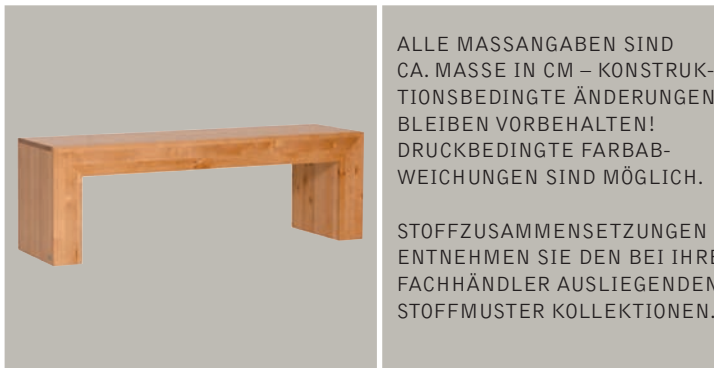 ALLE MASSANGABEN SIND
CA. MASSE IN CM – KONSTRUK-
TIONSBEDINGTE ÄNDERUNGEN
BLEIBEN VORBEHALTEN!
DRUCKBEDINGTE FARBAB-
WEICHUNGEN SIND MÖGLICH.
STOFFZUSAMMENSETZUNGEN
ENTNEHMEN SIE DEN BEI IHRE
FACHHÄNDLER AUSLIEGENDEN
STOFFMUSTER KOLLEKTIONEN.